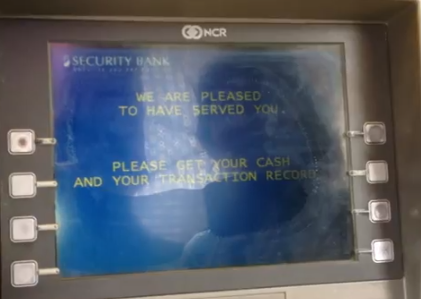 NCR
SECURITY BANK
WE ARE PLEASED
TO HAVE SERVED YOU.
PLEASE GET YOUR CASH
AND YOUR TRANSACTION RECORD